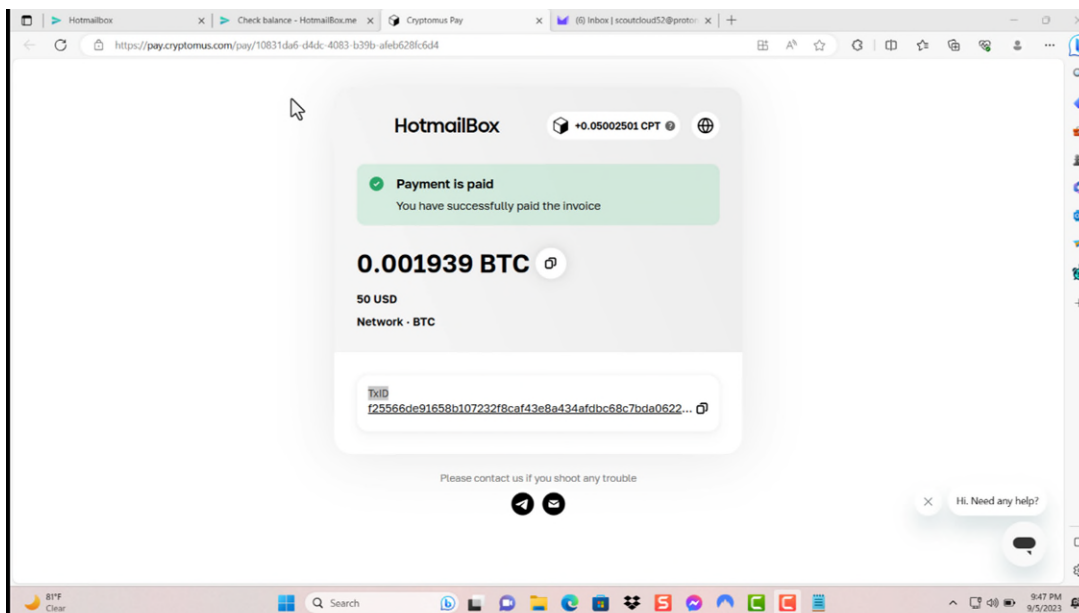 Hotmailbox
Check balance - HotmailBox.me
Cryptomus Pay
(6) Inbox | scoutcloud52@proton
https://pay.cryptomus.com/pay/10831da6-d4dc-4083-b39b-afeb628fc6d4
HotmailBox
+0.05002501 CPT
Payment is paid
You have successfully paid the invoice
0.001939 BTC
50 USD
Network · BTC
TxID
f25566de91658b107232f8caf43e8a434afdbc68c7bda0622...
Please contact us if you shoot any trouble
Hi. Need any help?
81°F
Clear
Search
9:47 PM
9/5/2023